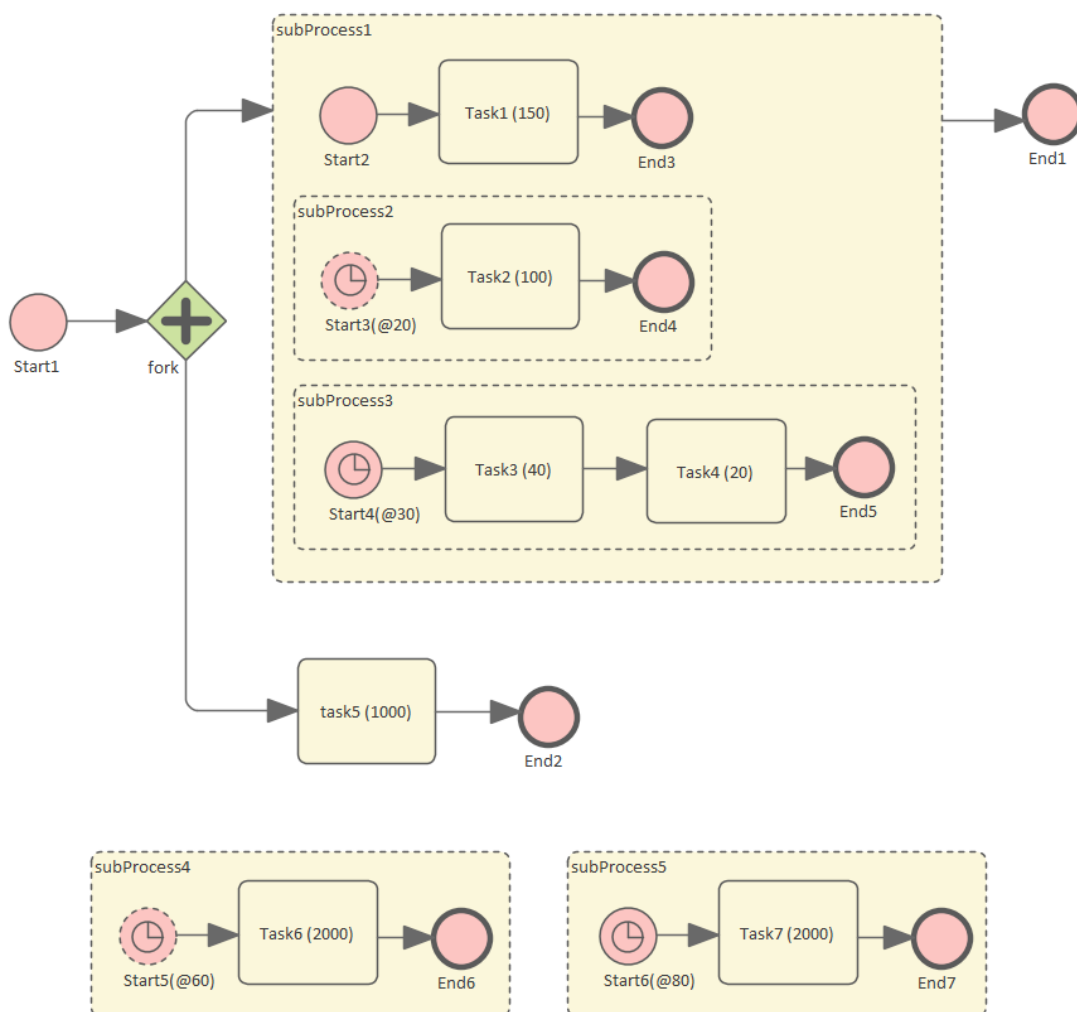 subProcess1
Task1 (150)
Start2
End3
End1
subProcess2
Task2 (100)
Start3(@20)
End4
Start1
fork
subProcess3
Task3 (40)
Task4 (20)
Start4(@30)
End5
task5 (1000)
End2
subProcess4
Task6 (2000)
Start5(@60)
End6
subProcess5
Task7 (2000)
Start6(@80)
End7